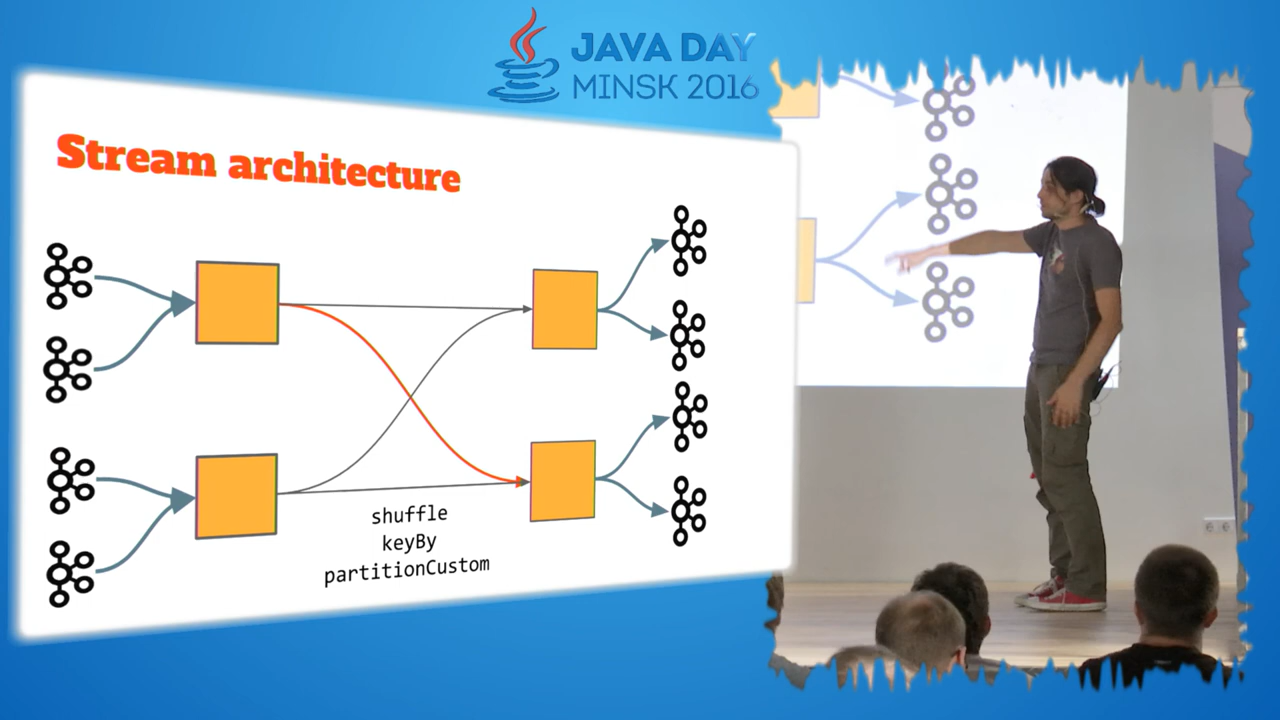 JAVA DAY
MINSK 2016
Stream architecture
shuffle
keyBy
partitionCustom